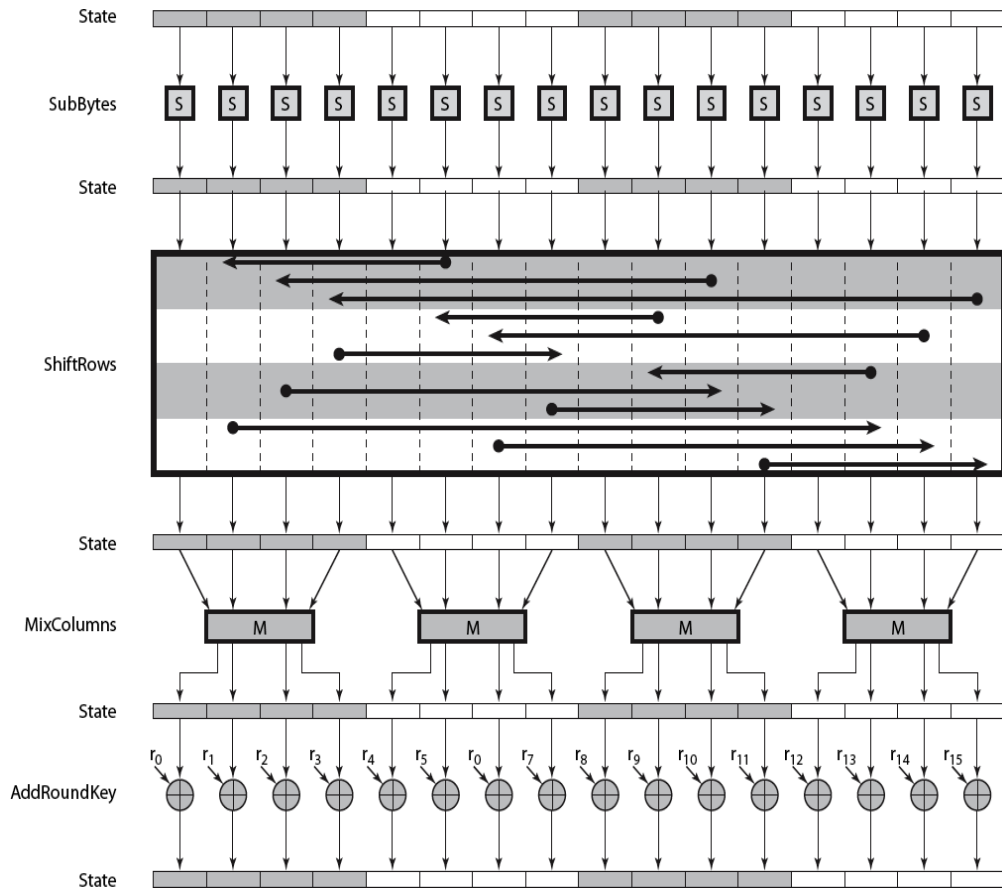 State
SubBytes
S S S S S S S S S S S S S S S S
State
ShiftRows
State
MixColumns
M M M M
State
r0 r1 r2 r3 r4 r5 r0 r7 r8 r9 r10 r11 r12 r13 r14 r15
AddRoundKey
State